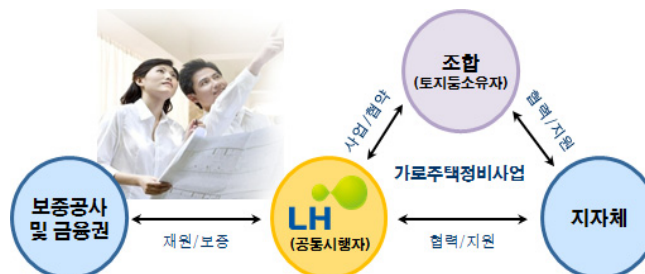 조합
(토지등소유자)
사업/협약
협력/지원
가로주택정비사업
보증공사
및 금융권
재원/보증
LH
(공동시행자)
협력/지원
지자체